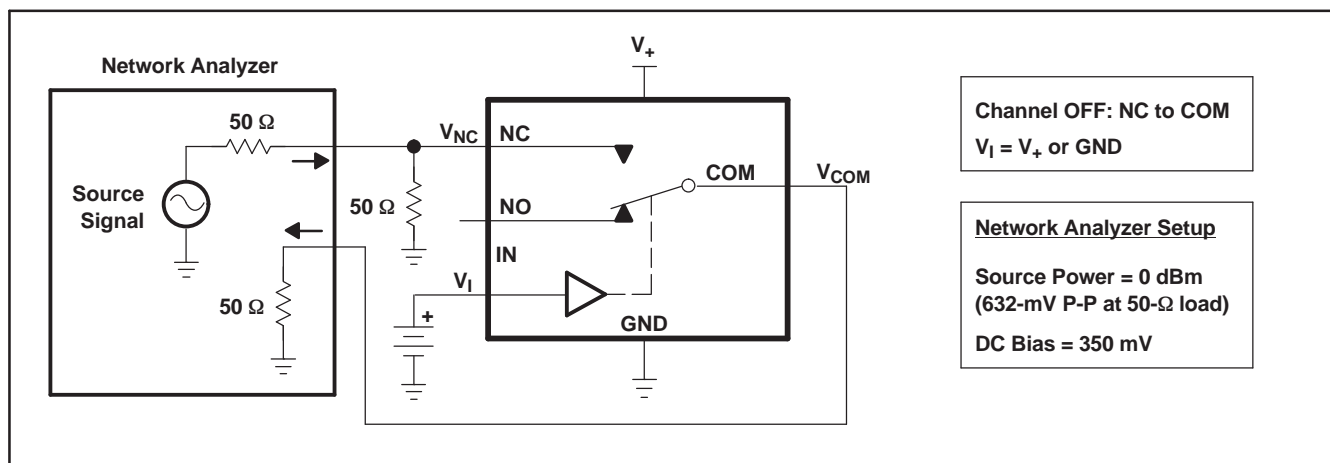 Network Analyzer
50 Ω
Source
Signal
50 Ω
50 Ω
V+
VNC
NC
NO
IN
VI
+
COM
VCOM
GND
Channel OFF: NC to COM
VI = V+ or GND
Network Analyzer Setup
Source Power = 0 dBm
(632-mV P-P at 50-Ω load)
DC Bias = 350 mV